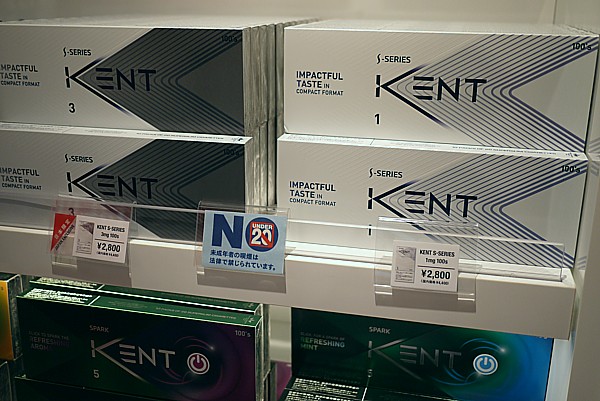 100's
S-SERIES
IMPACTFUL
TASTE IN
COMPACT FORMAT
KENT
3
100's
S-SERIES
IMPACTFUL
TASTE IN
COMPACT FORMAT
KENT
1
S-SERIES
IMPACTFUL
TASTE IN
COMPACT FORMAT
KENT
100's
S-SERIES
IMPACTFUL
TASTE IN
COMPACT FORMAT
KENT
KENT S-SERIES
3mg 100s
¥2,800
NO
UNDER
20
未成年者の喫煙は
法律で禁じられています。
KENT S-SERIES
1mg 100s
¥2,800
SPARK
100's
REFRESHING
KENT
5
SPARK
REFRESHING
MINT
KENT